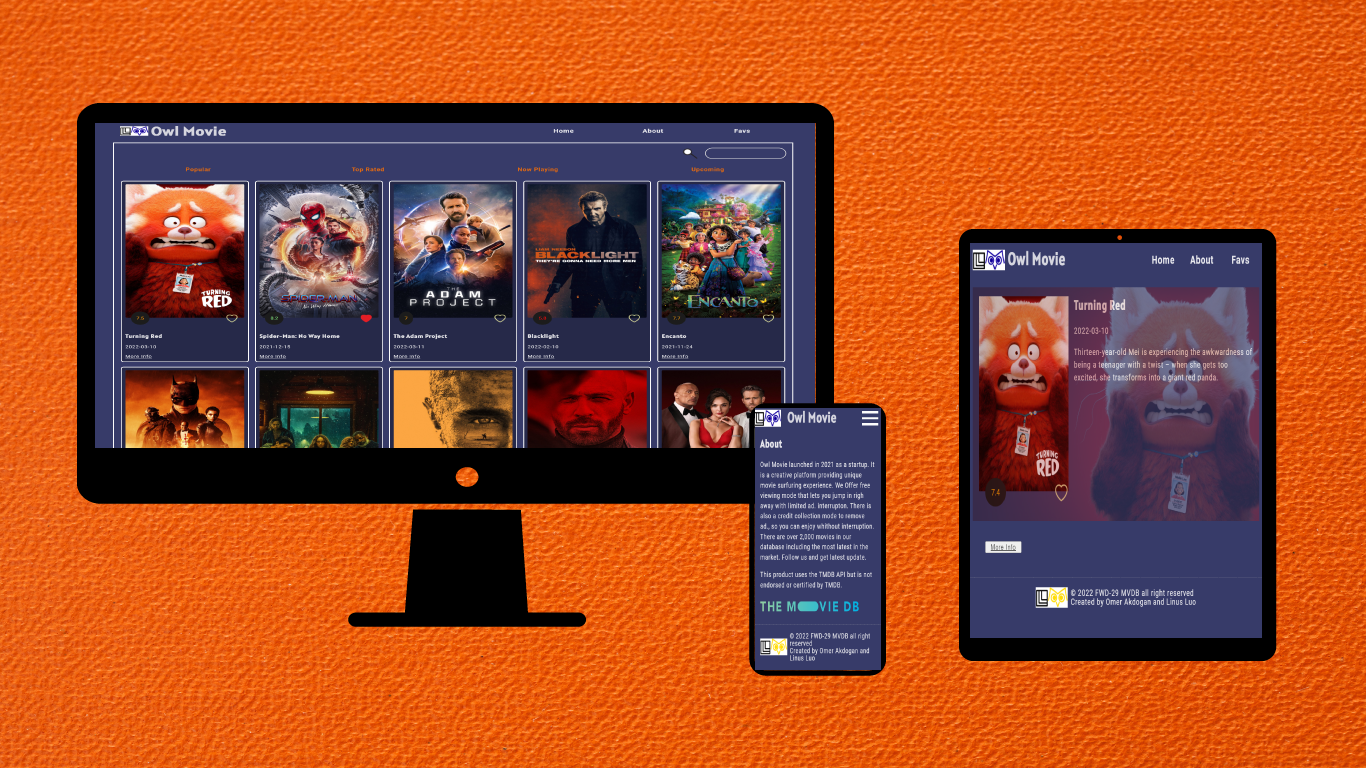 Owl Movie
Home About Favs
Popular Top Rated Now Playing Upcoming
TURNING RED
SPIDER-MAN
THE ADAM PROJECT
LIAM NEESON
BLACKLIGHT
THEY'RE GONNA NEED MORE MEN
ENCANTO
7.5 8.2 7.7
Turning Red
2022-03-10
More Info
Spider-Man: No Way Home
2021-12-15
More Info
The Adam Project
2022-03-11
More Info
Blacklight
2022-02-10
More Info
Encanto
2021-11-24
More Info
Owl Movie
About
Owl Movie launched in 2021 as a startup. It
is a creative platform providing unique
movie surfuring experience. We Offer free
viewing mode that lets you jump in righ
away with limited ad. interrupton. There is
also a credit collection mode to remove
ad., so you can enjoy whithout interruption.
There are over 2,000 movies in our
database including the most latest in the
market. Follow us and get latest update.
This product uses the TMDB API but is not
endorsed or certified by TMDB.
THE MOVIE DB
© 2022 FWD-29 MVDB all right
reserved
Created by Omer Akdogan and
Linus Luo
Owl Movie
Home About Favs
Turning Red
2022-03-10
Thirteen-year-old Mei is experiencing the awkwardness of
being a teenager with a twist – when she gets too
excited, she transforms into a giant red panda.
TURNING RED
7.4
More Info
© 2022 FWD-29 MVDB all right reserved
Created by Omer Akdogan and Linus Luo